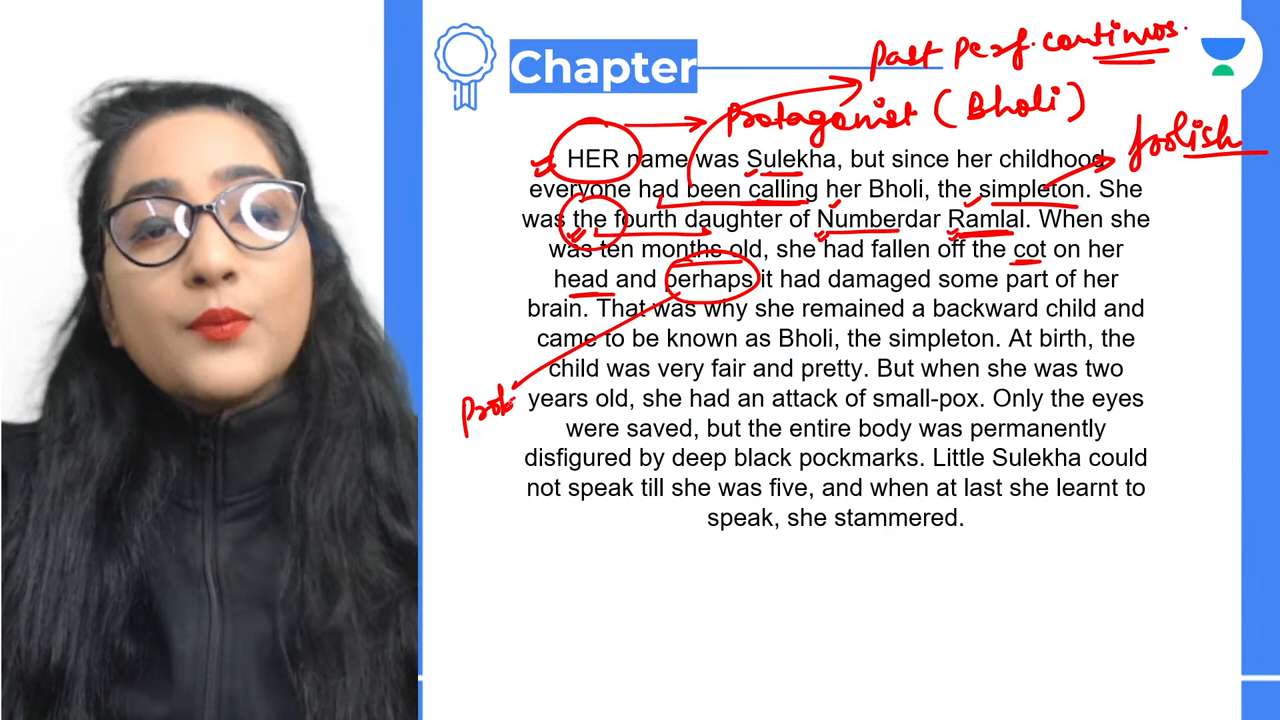 Chapter
Past Perf. continuos.
Protagonist (Bholi)
foolish
HER name was Sulekha, but since her childhood
everyone had been calling her Bholi, the simpleton. She
was the fourth daughter of Numberdar Ramlal. When she
was ten months old, she had fallen off the cot on her
head and perhaps it had damaged some part of her
brain. That was why she remained a backward child and
came to be known as Bholi, the simpleton. At birth, the
child was very fair and pretty. But when she was two
Prob
years old, she had an attack of small-pox. Only the eyes
were saved, but the entire body was permanently
disfigured by deep black pockmarks. Little Sulekha could
not speak till she was five, and when at last she learnt to
speak, she stammered.